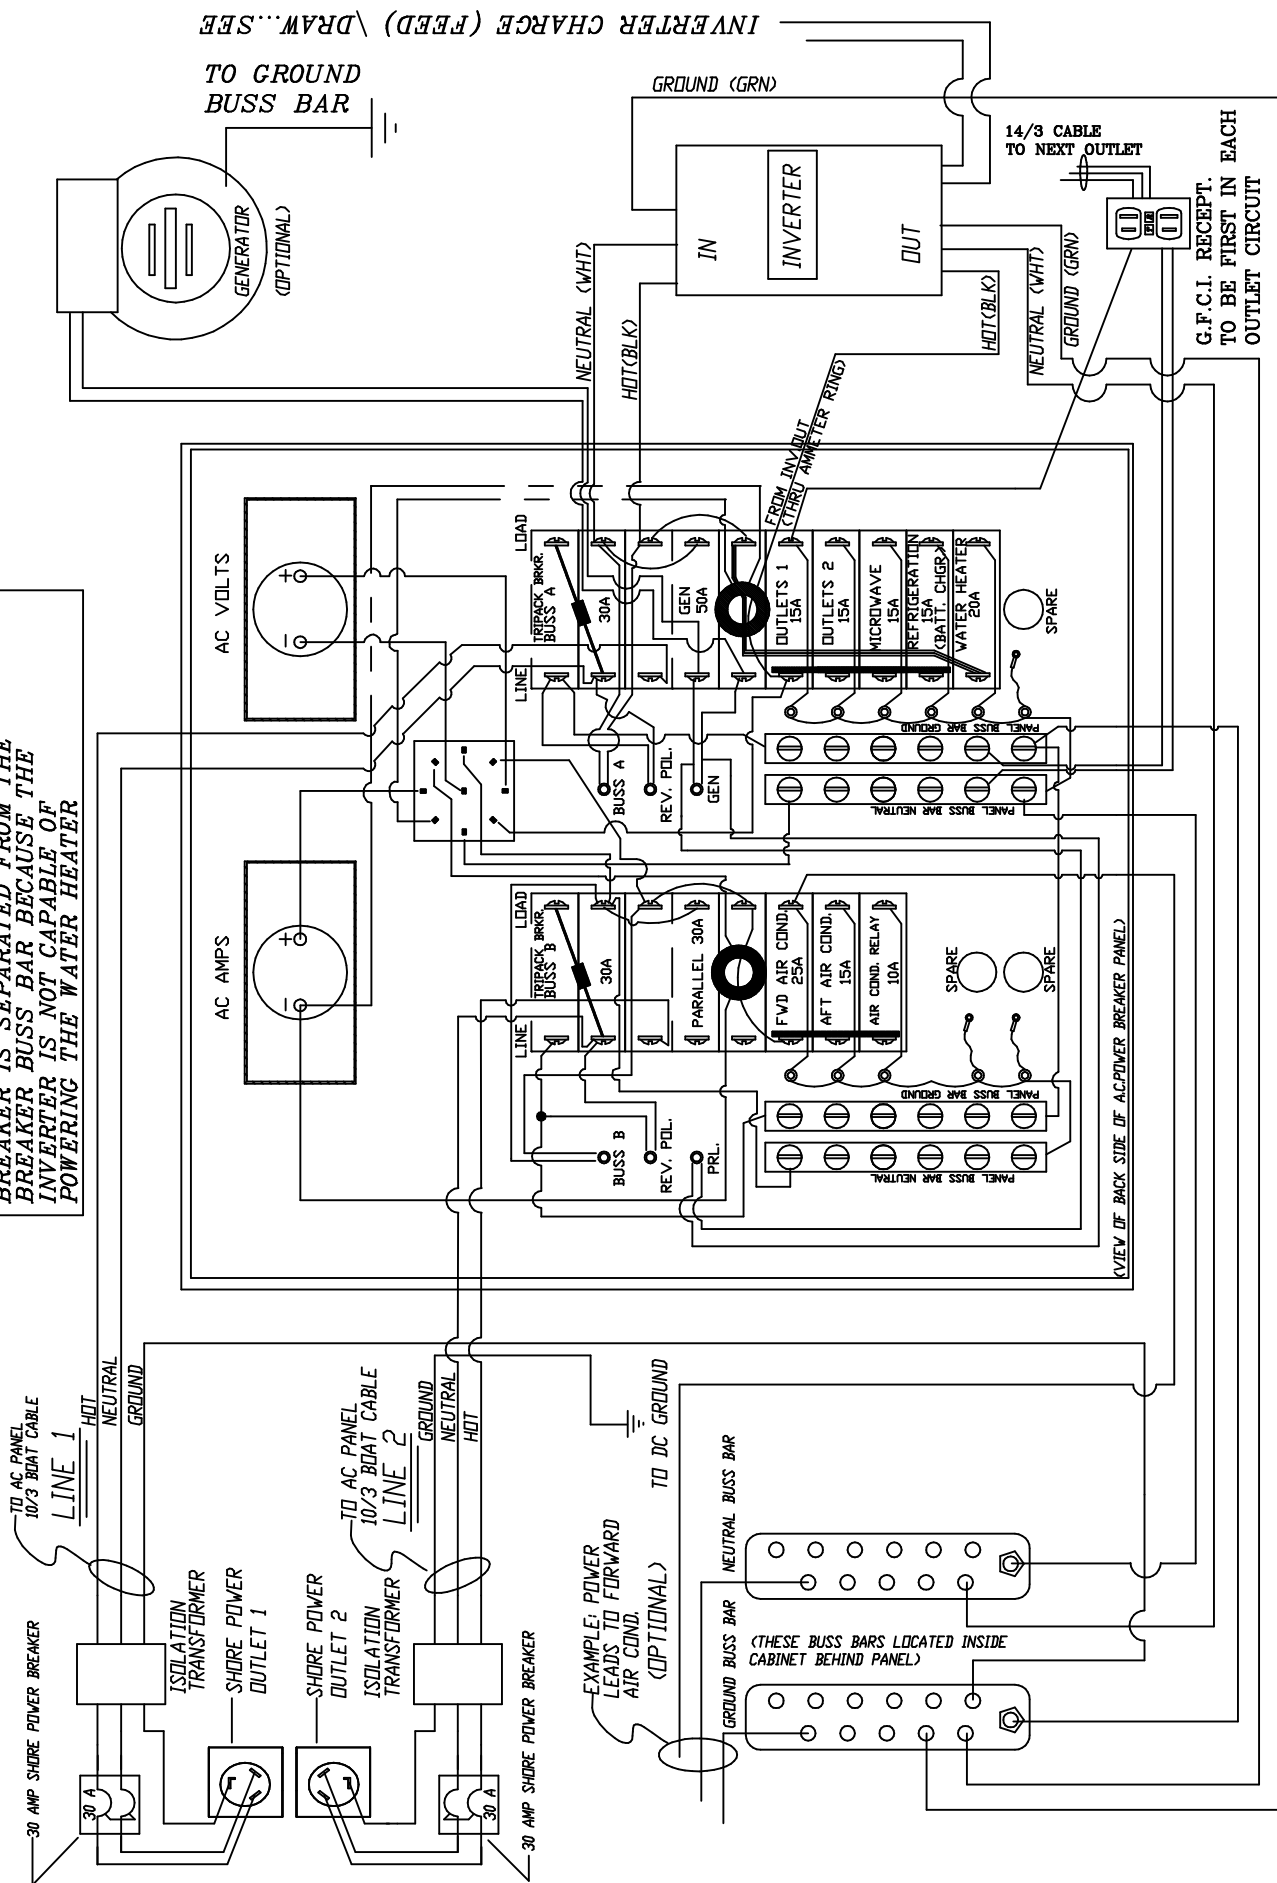 INVERTER CHARGE (FEED) \DRAW...SEE
TO GROUND
BUSS BAR
GROUND (GRN)
14/3 CABLE
TO NEXT OUTLET
G.F.C.I. RECEPT.
TO BE FIRST IN EACH
OUTLET CIRCUIT
GENERATOR
(OPTIONAL)
NEUTRAL (WHT)
HOT(BLK)
IN
INVERTER
OUT
HOT(BLK)
NEUTRAL (WHT)
GROUND (GRN)
FROM INV.OUT
(THRU AMMETER RING)
AC VOLTS
+
-
LOAD
LINE
TRIPACK BRKR.
BUSS A
30A
GEN
50A
OUTLETS 1
15A
OUTLETS 2
15A
MICROWAVE
15A
REFRIGERATION
15A
(BATT. CHGR.)
WATER HEATER
20A
SPARE
BUSS A
REV. POL.
GEN
PANEL BUSS BAR GROUND
PANEL BUSS BAR NEUTRAL
BREAKER IS SEPARATED FROM THE
BREAKER BUSS BAR BECAUSE THE
INVERTER IS NOT CAPABLE OF
POWERING THE WATER HEATER
AC AMPS
+
-
LOAD
LINE
TRIPACK BRKR.
BUSS B
30A
PARALLEL 30A
FWD AIR COND.
25A
AFT AIR COND.
15A
AIR COND. RELAY
10A
SPARE
SPARE
BUSS B
REV. POL.
PRL.
PANEL BUSS BAR GROUND
PANEL BUSS BAR NEUTRAL
(VIEW OF BACK SIDE OF A.C.POWER BREAKER PANEL)
TO AC PANEL
10/3 BOAT CABLE
LINE 1
HOT
NEUTRAL
GROUND
TO AC PANEL
10/3 BOAT CABLE
LINE 2
GROUND
NEUTRAL
HOT
TO DC GROUND
30 AMP SHORE POWER BREAKER
30 A
ISOLATION
TRANSFORMER
SHORE POWER
OUTLET 1
SHORE POWER
OUTLET 2
ISOLATION
TRANSFORMER
30 A
30 AMP SHORE POWER BREAKER
EXAMPLE: POWER
LEADS TO FORWARD
AIR COND.
(OPTIONAL)
NEUTRAL BUSS BAR
GROUND BUSS BAR
(THESE BUSS BARS LOCATED INSIDE
CABINET BEHIND PANEL)